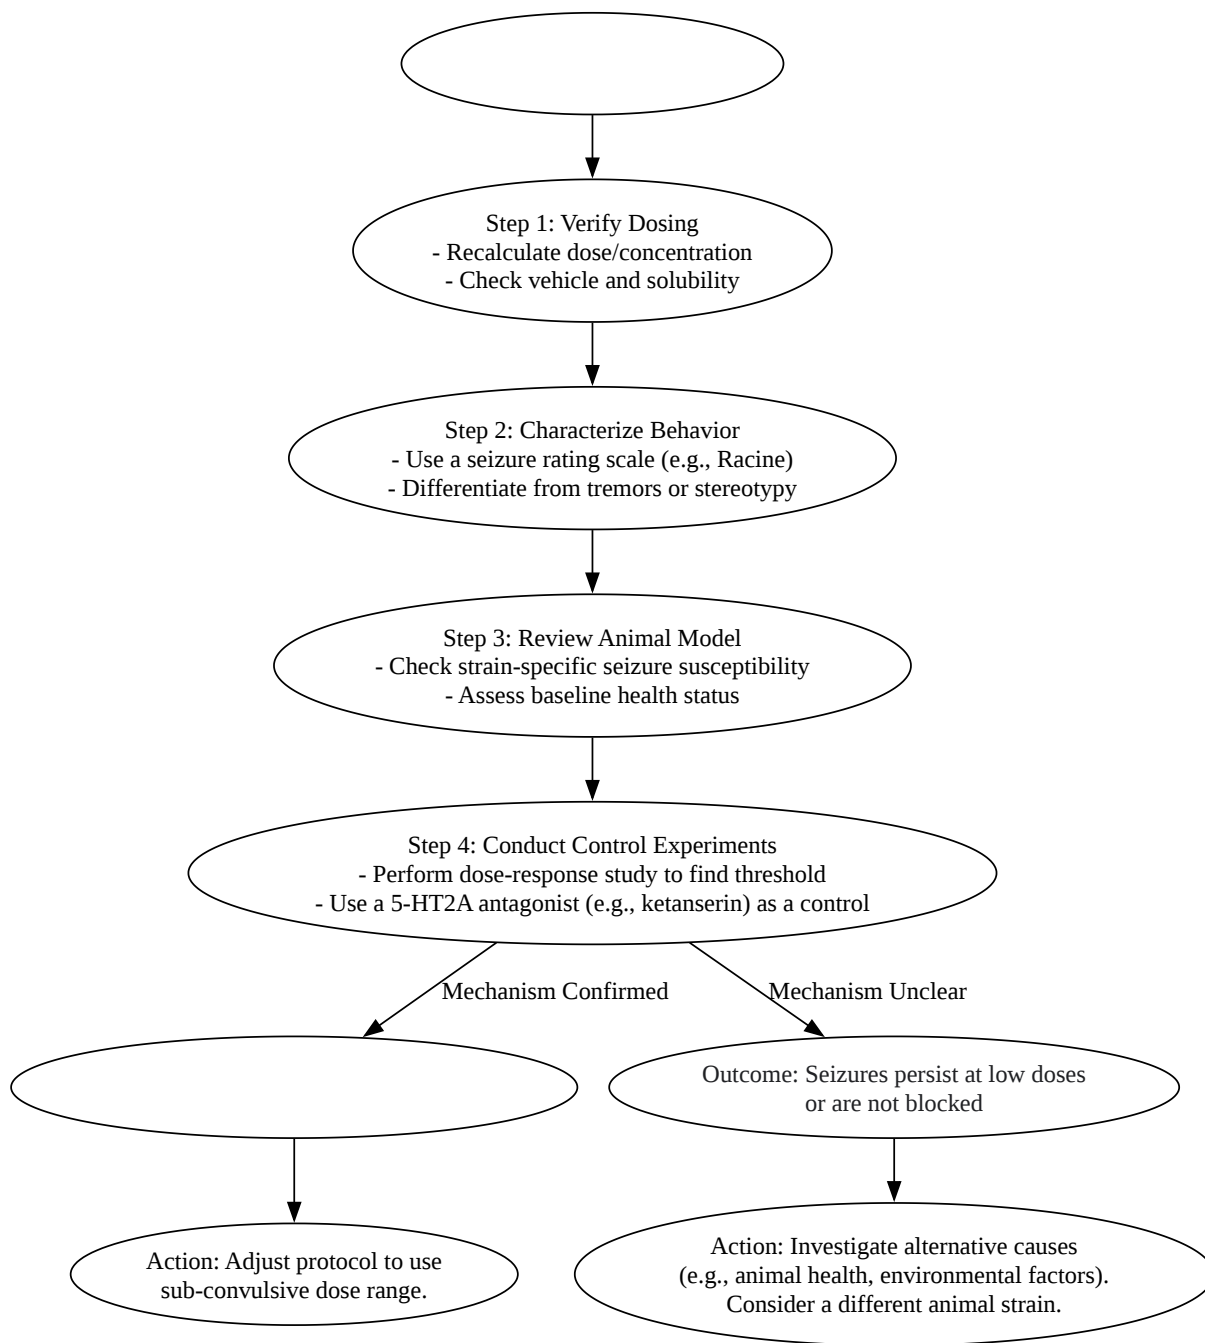 Step 1: Verify Dosing
- Recalculate dose/concentration
- Check vehicle and solubility
Step 2: Characterize Behavior
- Use a seizure rating scale (e.g., Racine)
- Differentiate from tremors or stereotypy
Step 3: Review Animal Model
- Check strain-specific seizure susceptibility
- Assess baseline health status
Step 4: Conduct Control Experiments
- Perform dose-response study to find threshold
- Use a 5-HT2A antagonist (e.g., ketanserin) as a control
Mechanism Confirmed
Mechanism Unclear
Outcome: Seizures persist at low doses
or are not blocked
Action: Adjust protocol to use
sub-convulsive dose range.
Action: Investigate alternative causes
(e.g., animal health, environmental factors).
Consider a different animal strain.